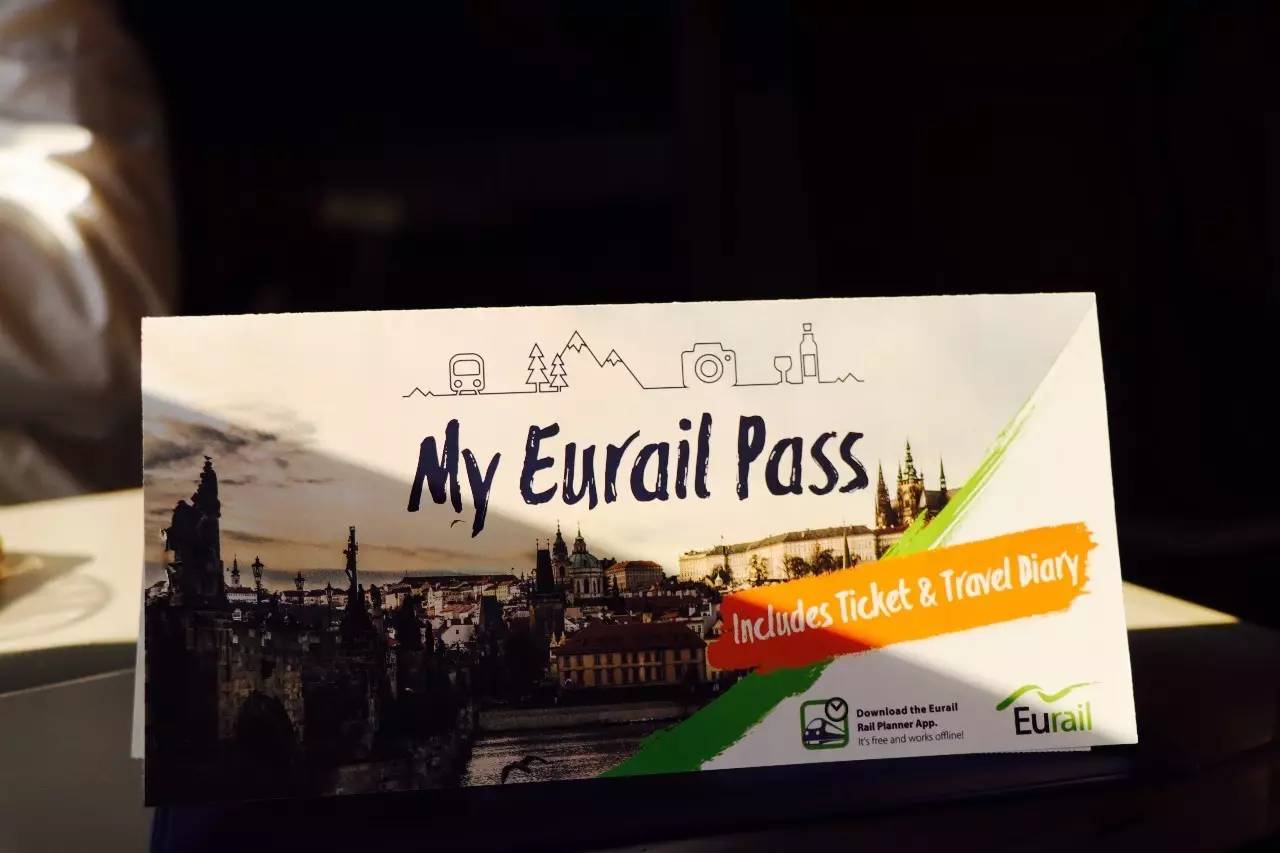 My Eurail Pass
Includes Ticket & Travel Diary
Download the Eurail
Rail Planner App.
It's free and works offline!
Eurail